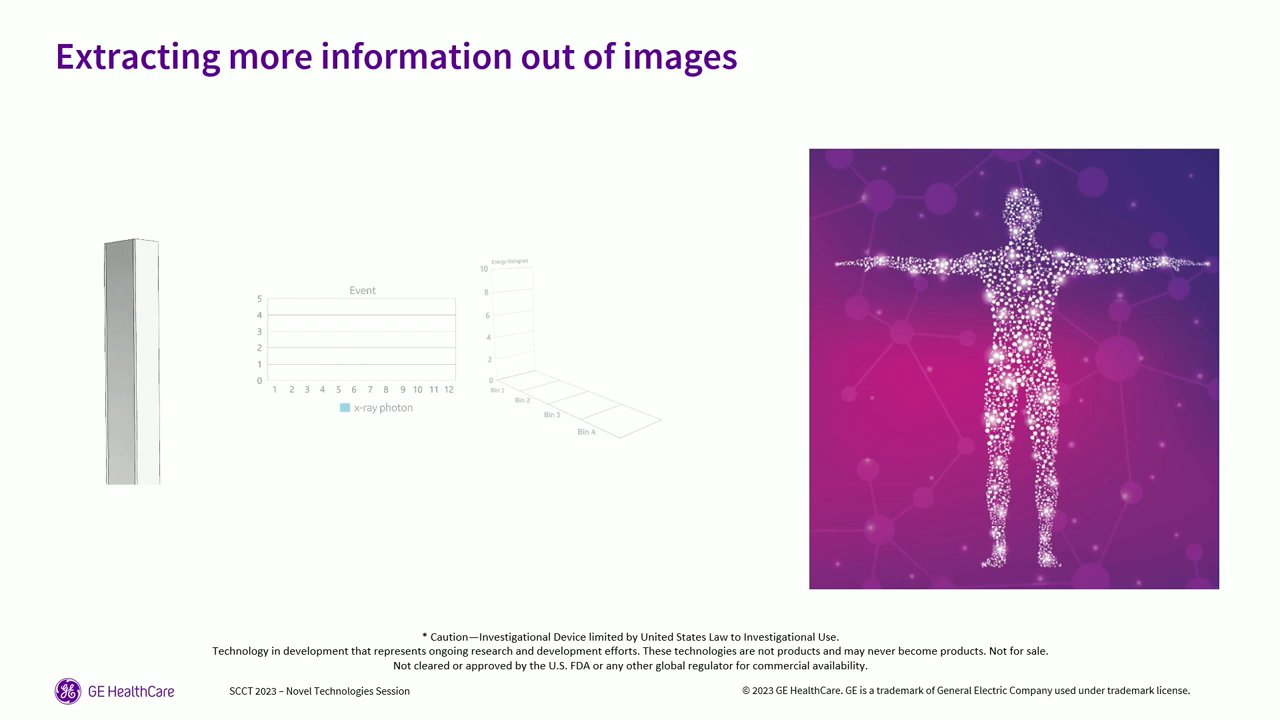 Extracting more information out of images
Event
5
4
3
2
1
0
1 2 3 4 5 6 7 8 9 10 11 12
x-ray photon
Energy Histogram
10
8
6
4
2
0
Bin 1
Bin 2
Bin 3
Bin 4
* Caution—Investigational Device limited by United States Law to Investigational Use.
Technology in development that represents ongoing research and development efforts. These technologies are not products and may never become products. Not for sale.
Not cleared or approved by the U.S. FDA or any other global regulator for commercial availability.
GE HealthCare
SCCT 2023 – Novel Technologies Session
© 2023 GE HealthCare. GE is a trademark of General Electric Company used under trademark license.